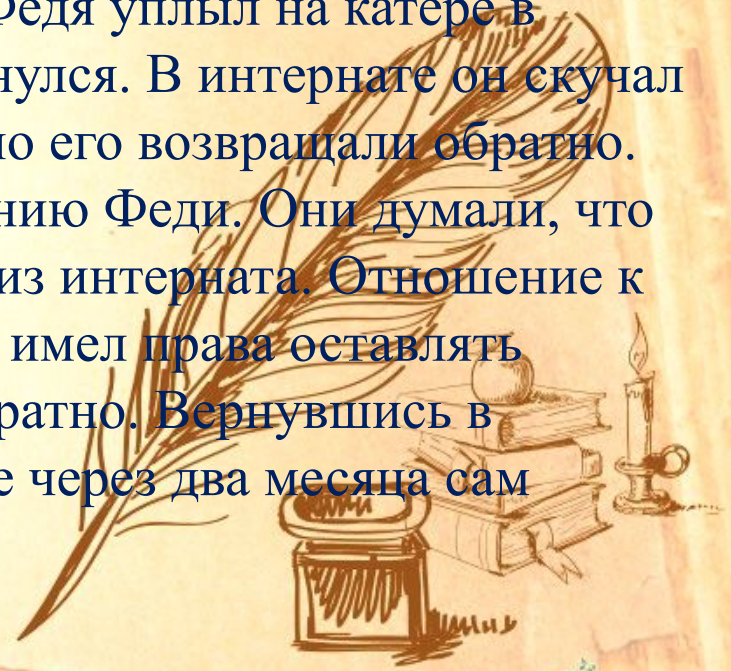 Федя уплыл на катере в
нулся. В интернате он скучал
но его возвращали обратно.
нию Феди. Они думали, что
из интерната. Отношение к
имел права оставлять
ратно. Вернувшись в
е через два месяца сам